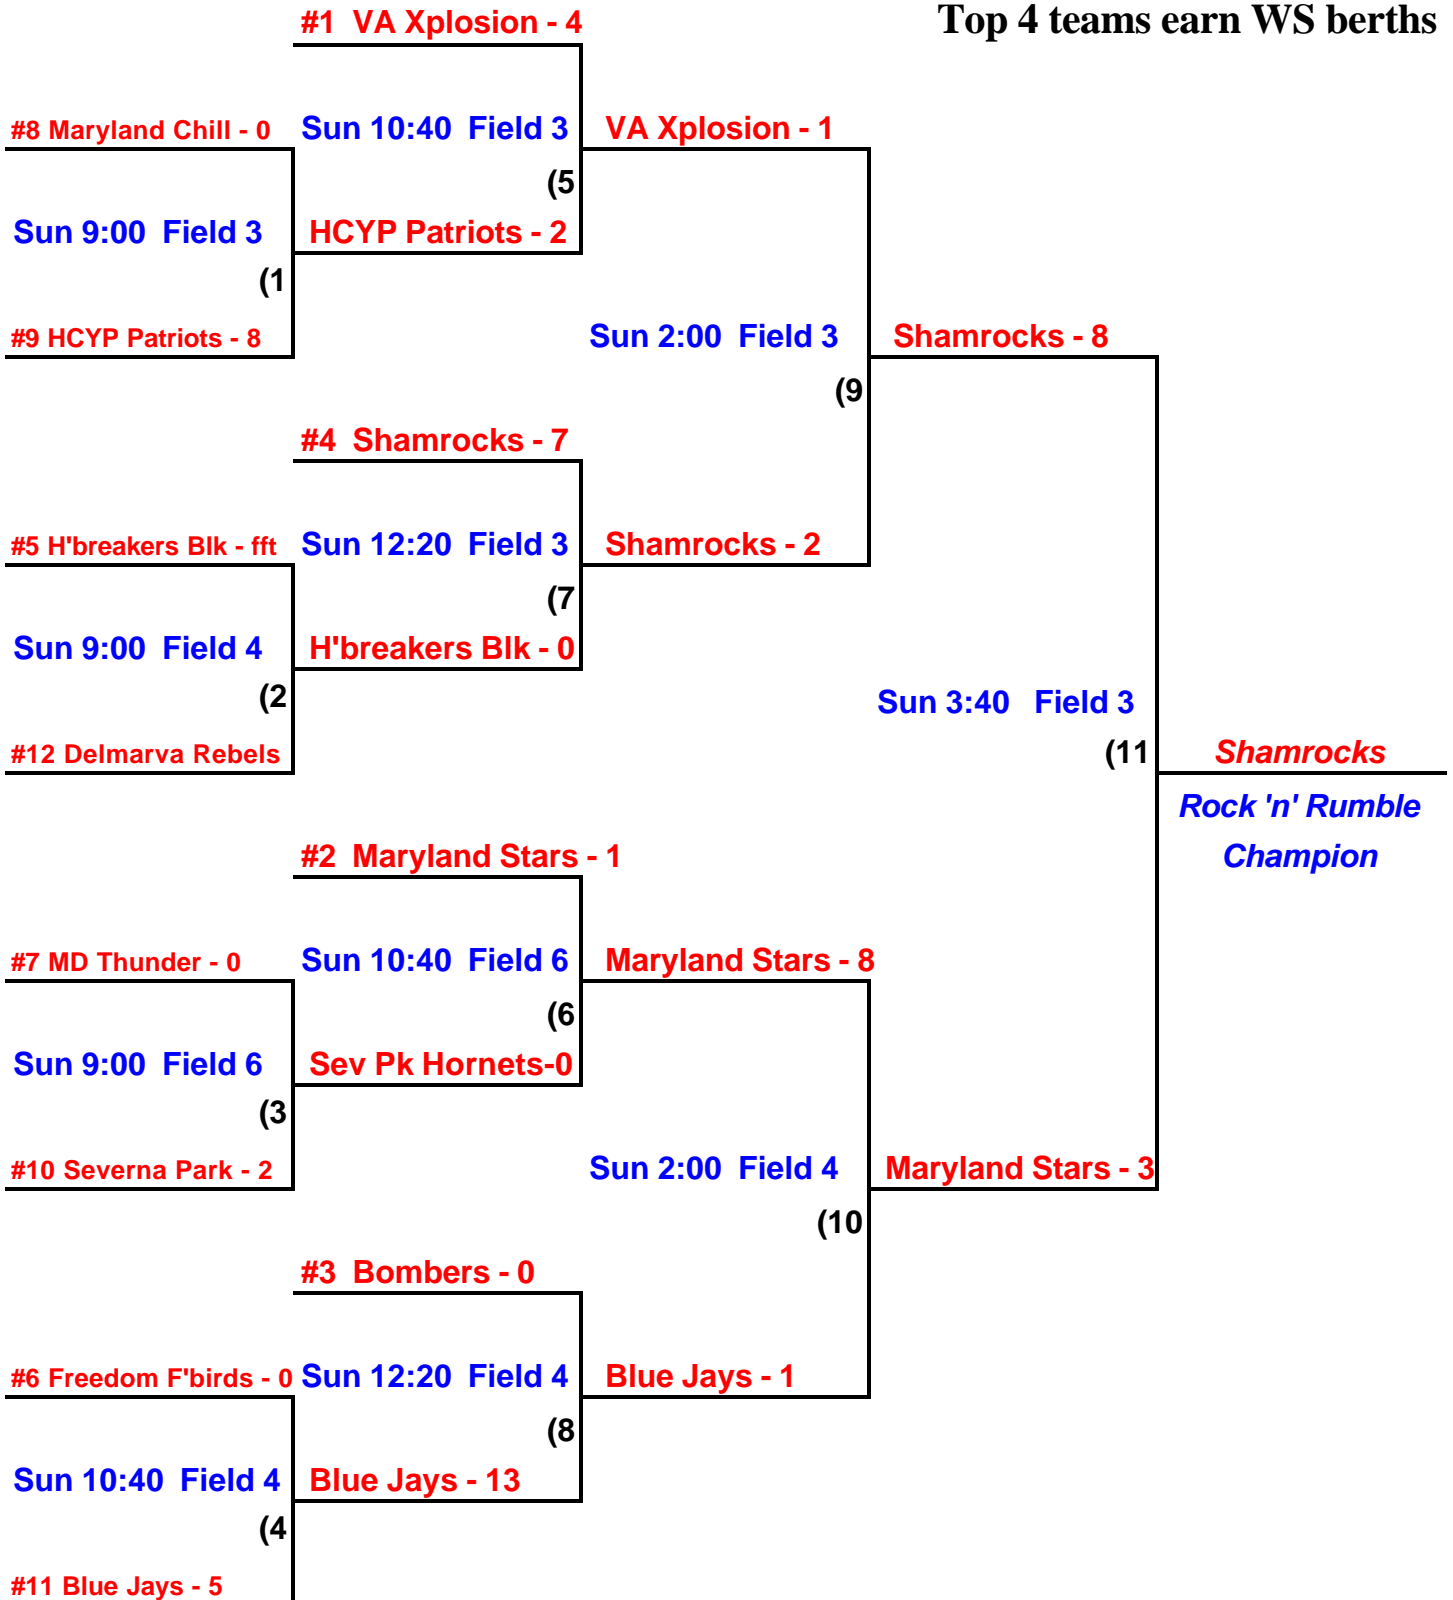 #1  VA Xplosion - 4
Top 4 teams earn WS berths
#8 Maryland Chill - 0
Sun 10:40  Field 3
VA Xplosion - 1
(5
Sun 9:00  Field 3
HCYP Patriots - 2
(1
#9 HCYP Patriots - 8
Sun 2:00  Field 3
Shamrocks - 8
(9
#4  Shamrocks - 7
#5 H'breakers Blk - fft
Sun 12:20  Field 3
Shamrocks - 2
(7
Sun 9:00  Field 4
H'breakers Blk - 0
(2
Sun 3:40   Field 3
#12 Delmarva Rebels
(11
Shamrocks
Rock 'n' Rumble
Champion
#2  Maryland Stars - 1
#7 MD Thunder - 0
Sun 10:40  Field 6
Maryland Stars - 8
(6
Sun 9:00  Field 6
Sev Pk Hornets-0
(3
#10 Severna Park - 2
Sun 2:00  Field 4
Maryland Stars - 3
(10
#3  Bombers - 0
#6 Freedom F'birds - 0
Sun 12:20  Field 4
Blue Jays - 1
(8
Sun 10:40  Field 4
Blue Jays - 13
(4
#11 Blue Jays - 5